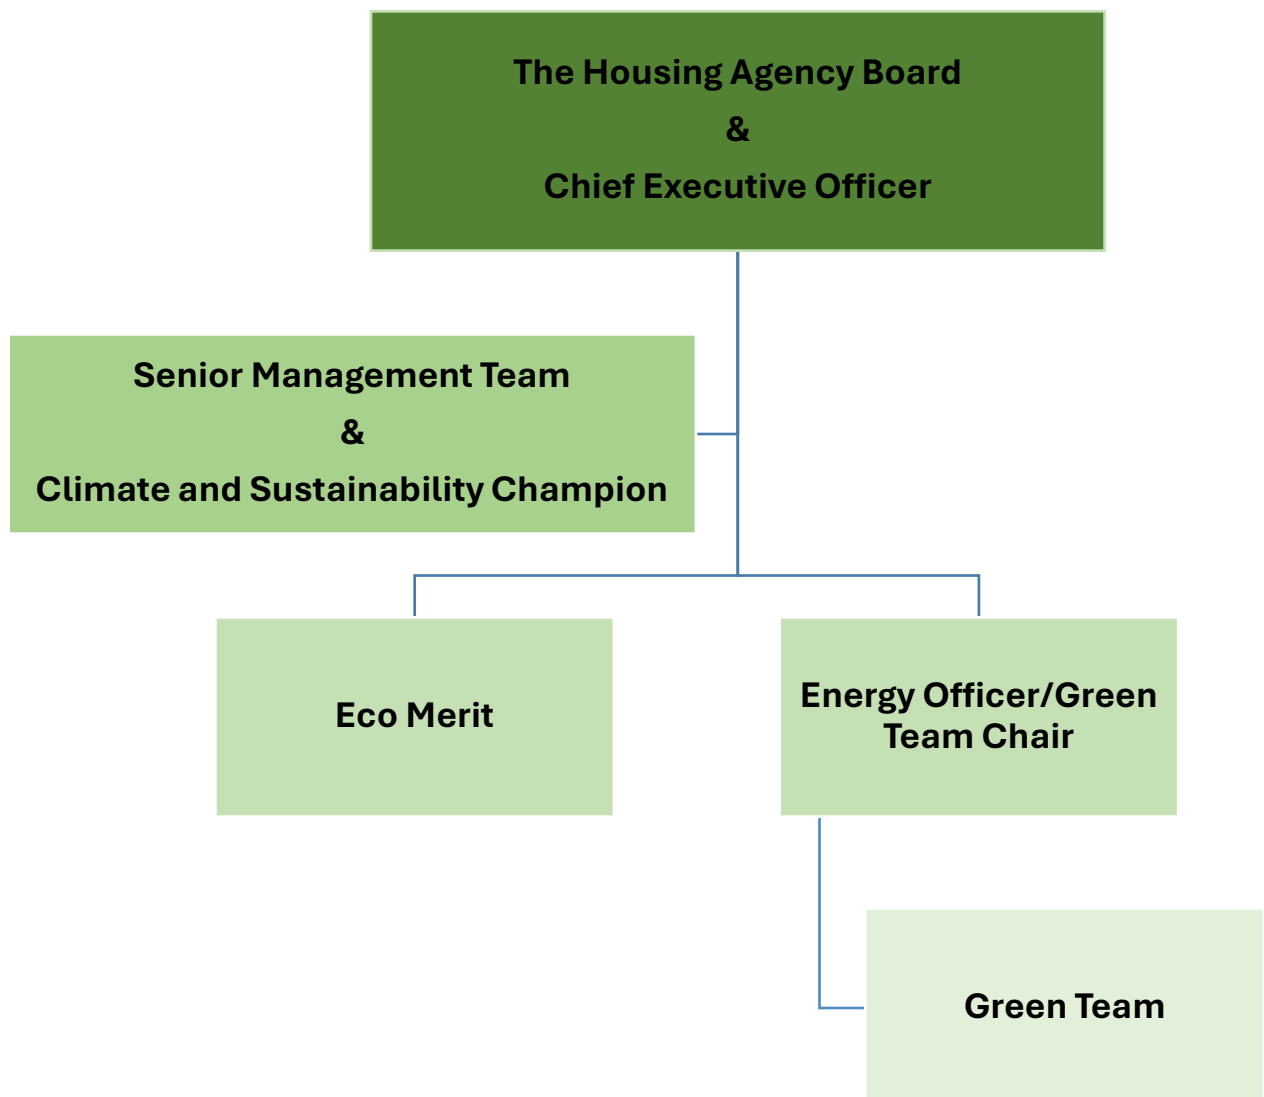 The Housing Agency Board
&
Chief Executive Officer
Senior Management Team
&
Climate and Sustainability Champion
Eco Merit
Energy Officer/Green
Team Chair
Green Team